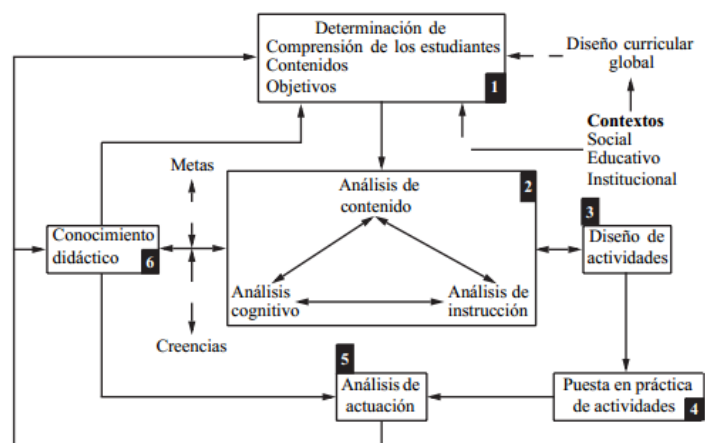 Determinación de
Comprensión de los estudiantes
Contenidos
Objetivos
1
Diseño curricular
global
Contextos
Social
Educativo
Institucional
Metas
Análisis de
contenido
2
3
Conocimiento
didáctico
6
Diseño de
actividades
Análisis
cognitivo
Análisis de
instrucción
Creencias
5
Análisis de
actuación
Puesta en práctica
de actividades
4